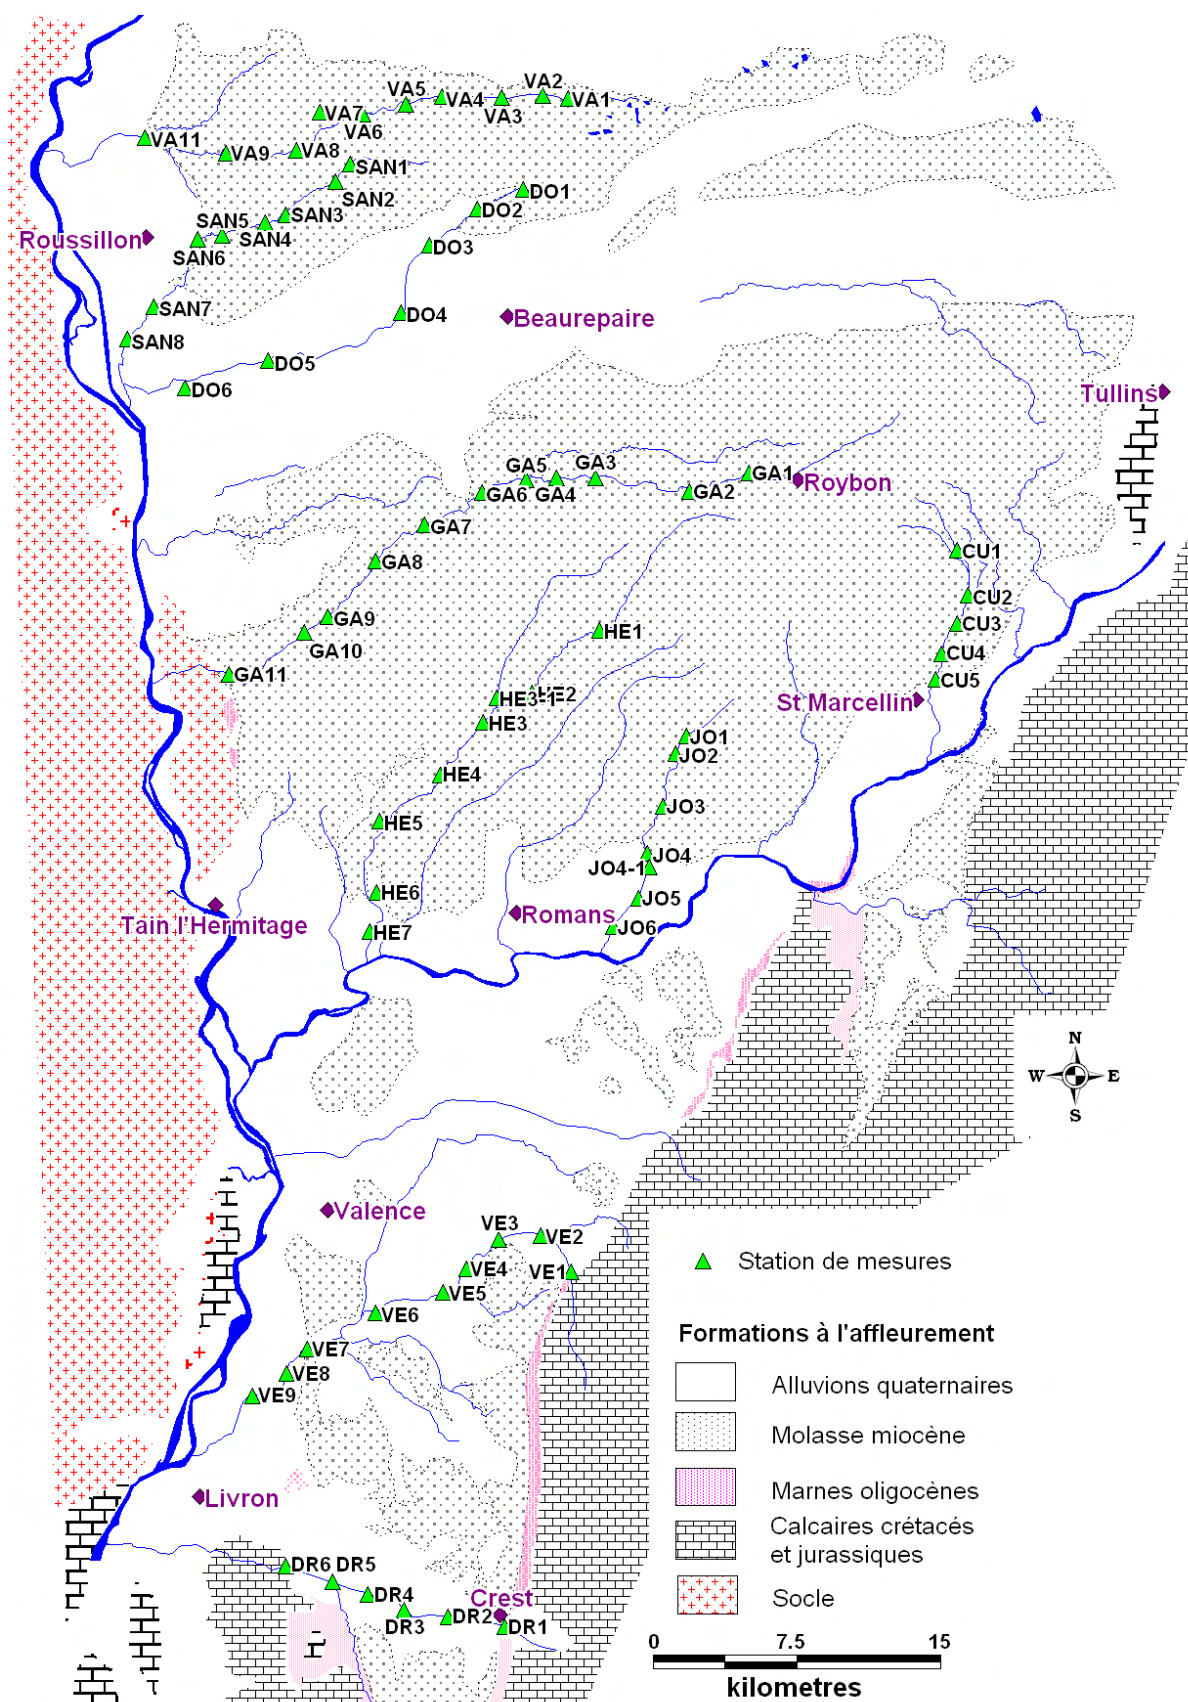 VA5
VA2
VA4
VA1
VA7
VA3
VA6
VA11
VA9
VA8
SAN1
SAN2
DO1
DO2
SAN5
SAN3
Roussillon
SAN4
DO3
SAN6
SAN7
DO4
Beaurepaire
SAN8
DO5
DO6
Tullins
GA5
GA3
GA1
GA6
GA4
GA2
Roybon
GA7
CU1
GA8
CU2
GA9
CU3
HE1
GA10
CU4
GA11
CU5
HE2
HE3-1
St Marcellin
HE3
JO1
JO2
HE4
JO3
HE5
JO4
JO4-1
HE6
JO5
Tain l'Hermitage
Romans
JO6
HE7
N
W
E
S
Valence
VE3
VE2
VE4
VE1
Station de mesures
VE5
VE6
Formations à l'affleurement
VE7
VE8
Alluvions quaternaires
VE9
Molasse miocène
Livron
Marnes oligocènes
Calcaires crétacés
et jurassiques
DR6
DR5
DR4
Crest
Socle
DR3
DR2
DR1
0
7.5
15
kilometres